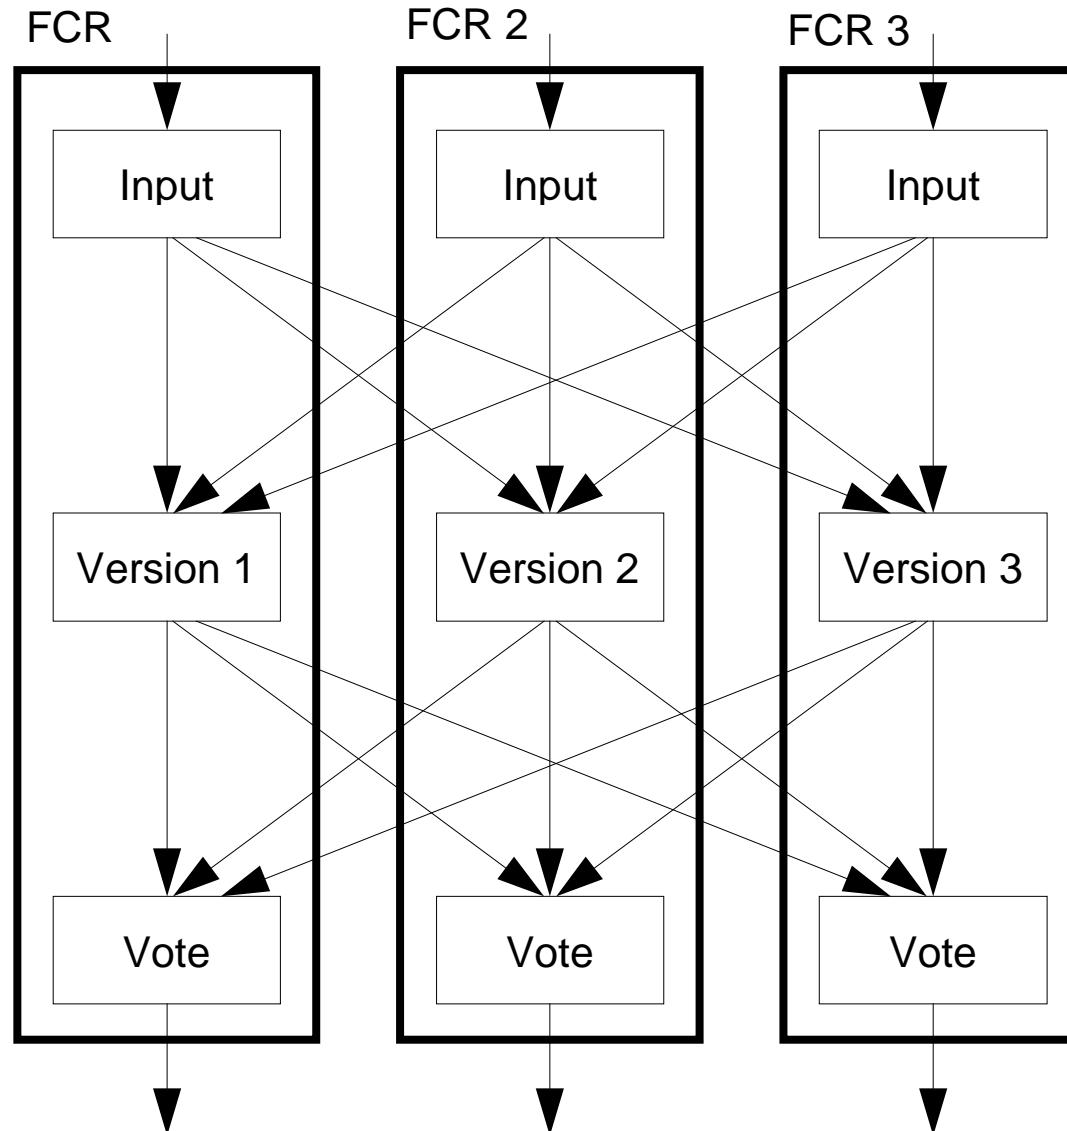 FCR
FCR 2
FCR 3
Input
Input
Input
Version 1
Version 2
Version 3
Vote
Vote
Vote